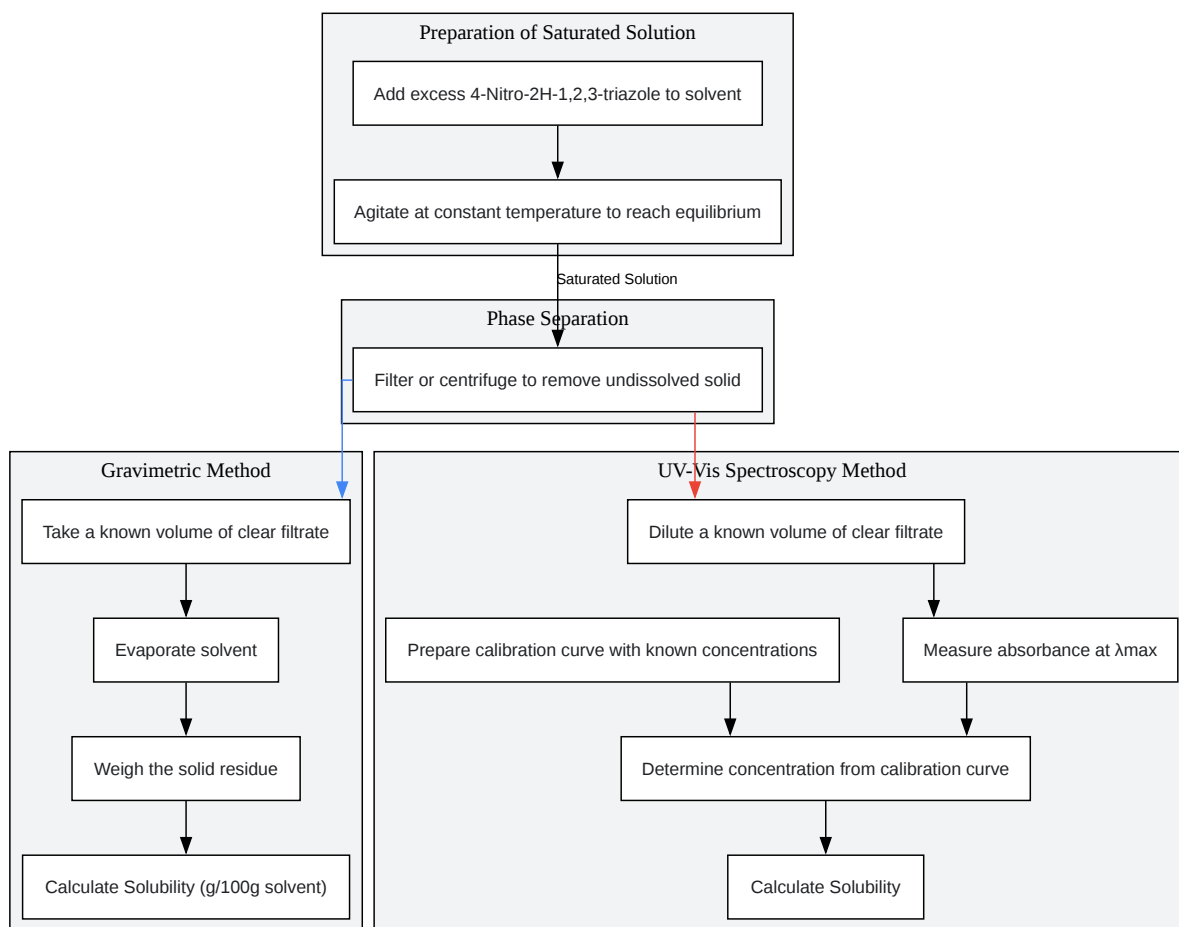 Preparation of Saturated Solution
Add excess 4-Nitro-2H-1,2,3-triazole to solvent
Agitate at constant temperature to reach equilibrium
Saturated Solution
Phase Separation
Filter or centrifuge to remove undissolved solid
Gravimetric Method
Take a known volume of clear filtrate
Evaporate solvent
Weigh the solid residue
Calculate Solubility (g/100g solvent)
UV-Vis Spectroscopy Method
Dilute a known volume of clear filtrate
Prepare calibration curve with known concentrations
Measure absorbance at λmax
Determine concentration from calibration curve
Calculate Solubility